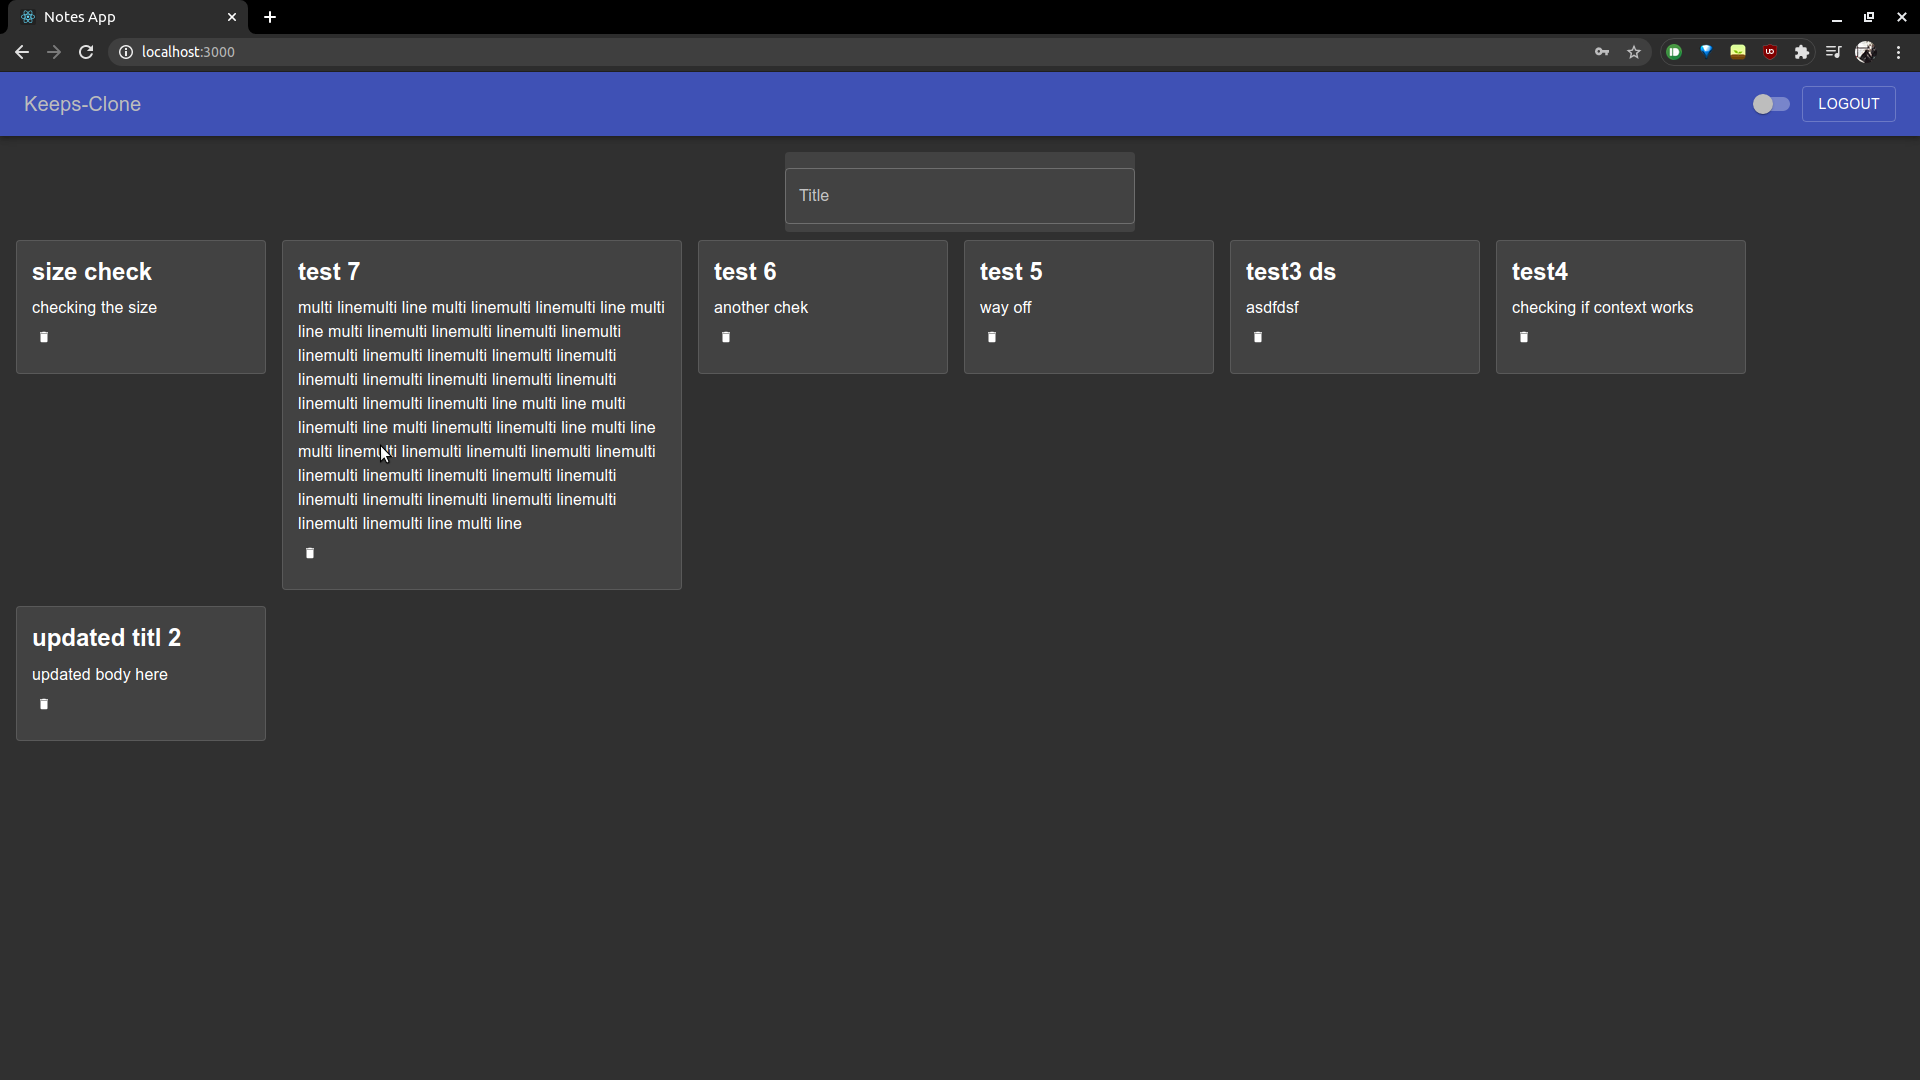 Notes App
localhost:3000
Keeps-Clone
LOGOUT
Title
size check
checking the size
test 7
multi linemulti line multi linemulti linemulti line multi
line multi linemulti linemulti linemulti linemulti
linemulti linemulti linemulti linemulti linemulti
linemulti linemulti linemulti linemulti linemulti
linemulti linemulti linemulti line multi line multi
linemulti line multi linemulti linemulti line multi line
multi linemulti linemulti linemulti linemulti linemulti
linemulti linemulti linemulti linemulti linemulti
linemulti linemulti linemulti linemulti linemulti
linemulti linemulti line multi line
test 6
another chek
test 5
way off
test3 ds
asdfdsf
test4
checking if context works
updated titl 2
updated body here